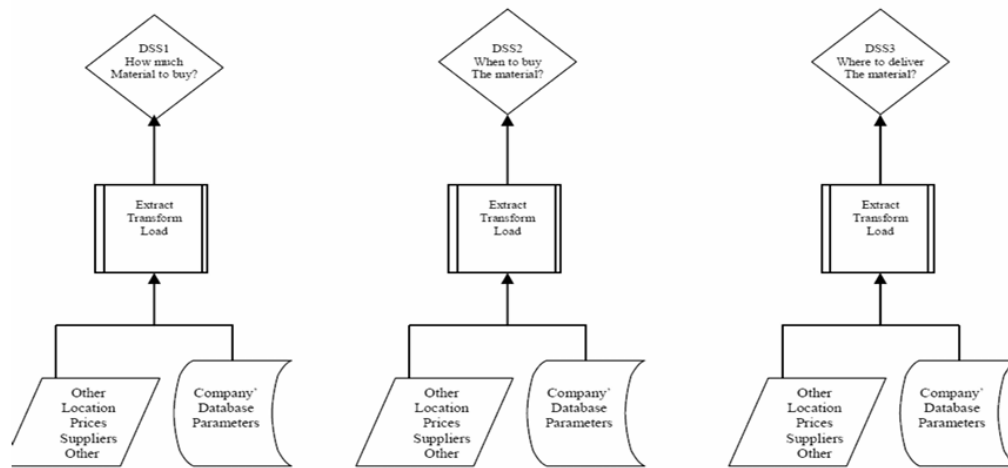 DSS1
How much
Material to buy?
DSS2
When to buy
The material?
DSS3
Where to deliver
The material?
Extract
Transform
Load
Extract
Transform
Load
Extract
Transform
Load
Other
Location
Prices
Suppliers
Other
Company'
Database
Parameters
Other
Location
Prices
Suppliers
Other
Company'
Database
Parameters
Other
Location
Prices
Suppliers
Other
Company'
Database
Parameters